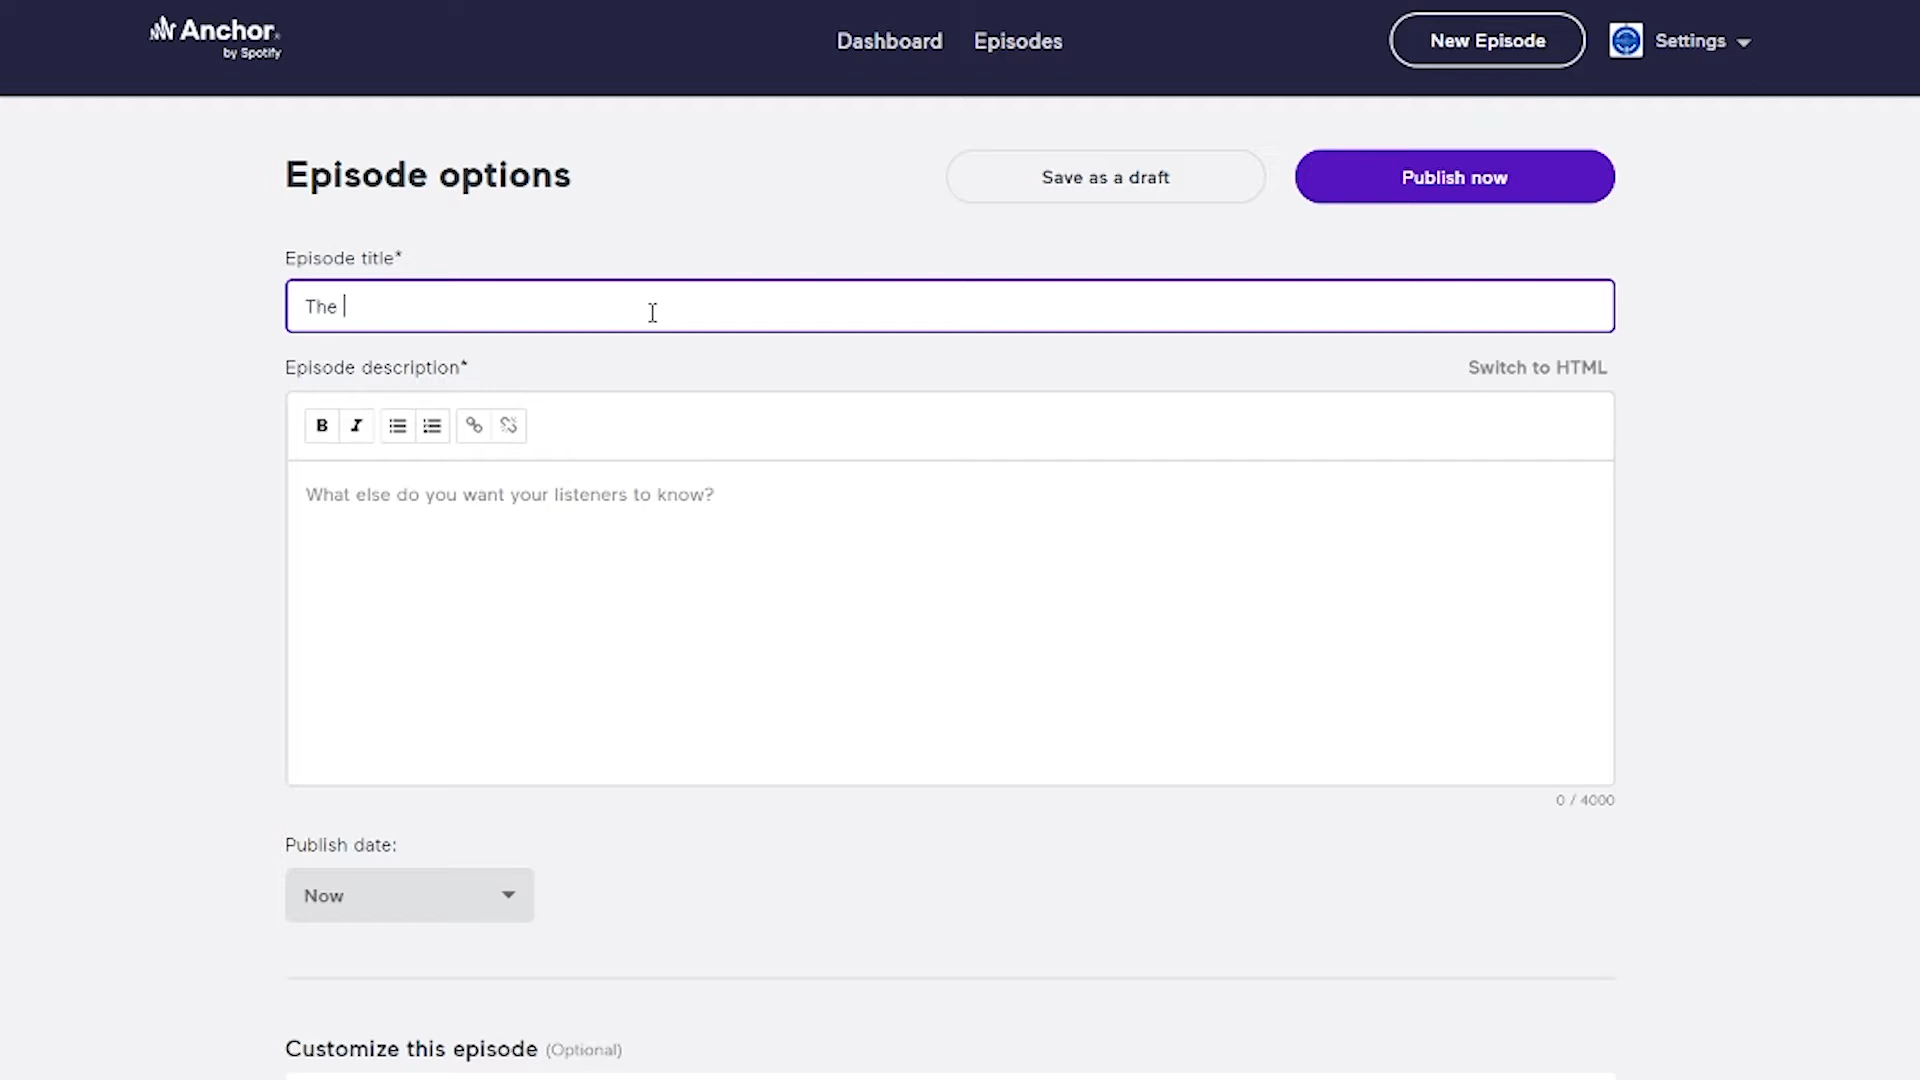 Anchor
by Spotify
Dashboard
Episodes
New Episode
Settings
Episode options
Save as a draft
Publish now
Episode title*
The
Episode description*
Switch to HTML
B I
What else do you want your listeners to know?
0 / 4000
Publish date:
Now
Customize this episode (Optional)